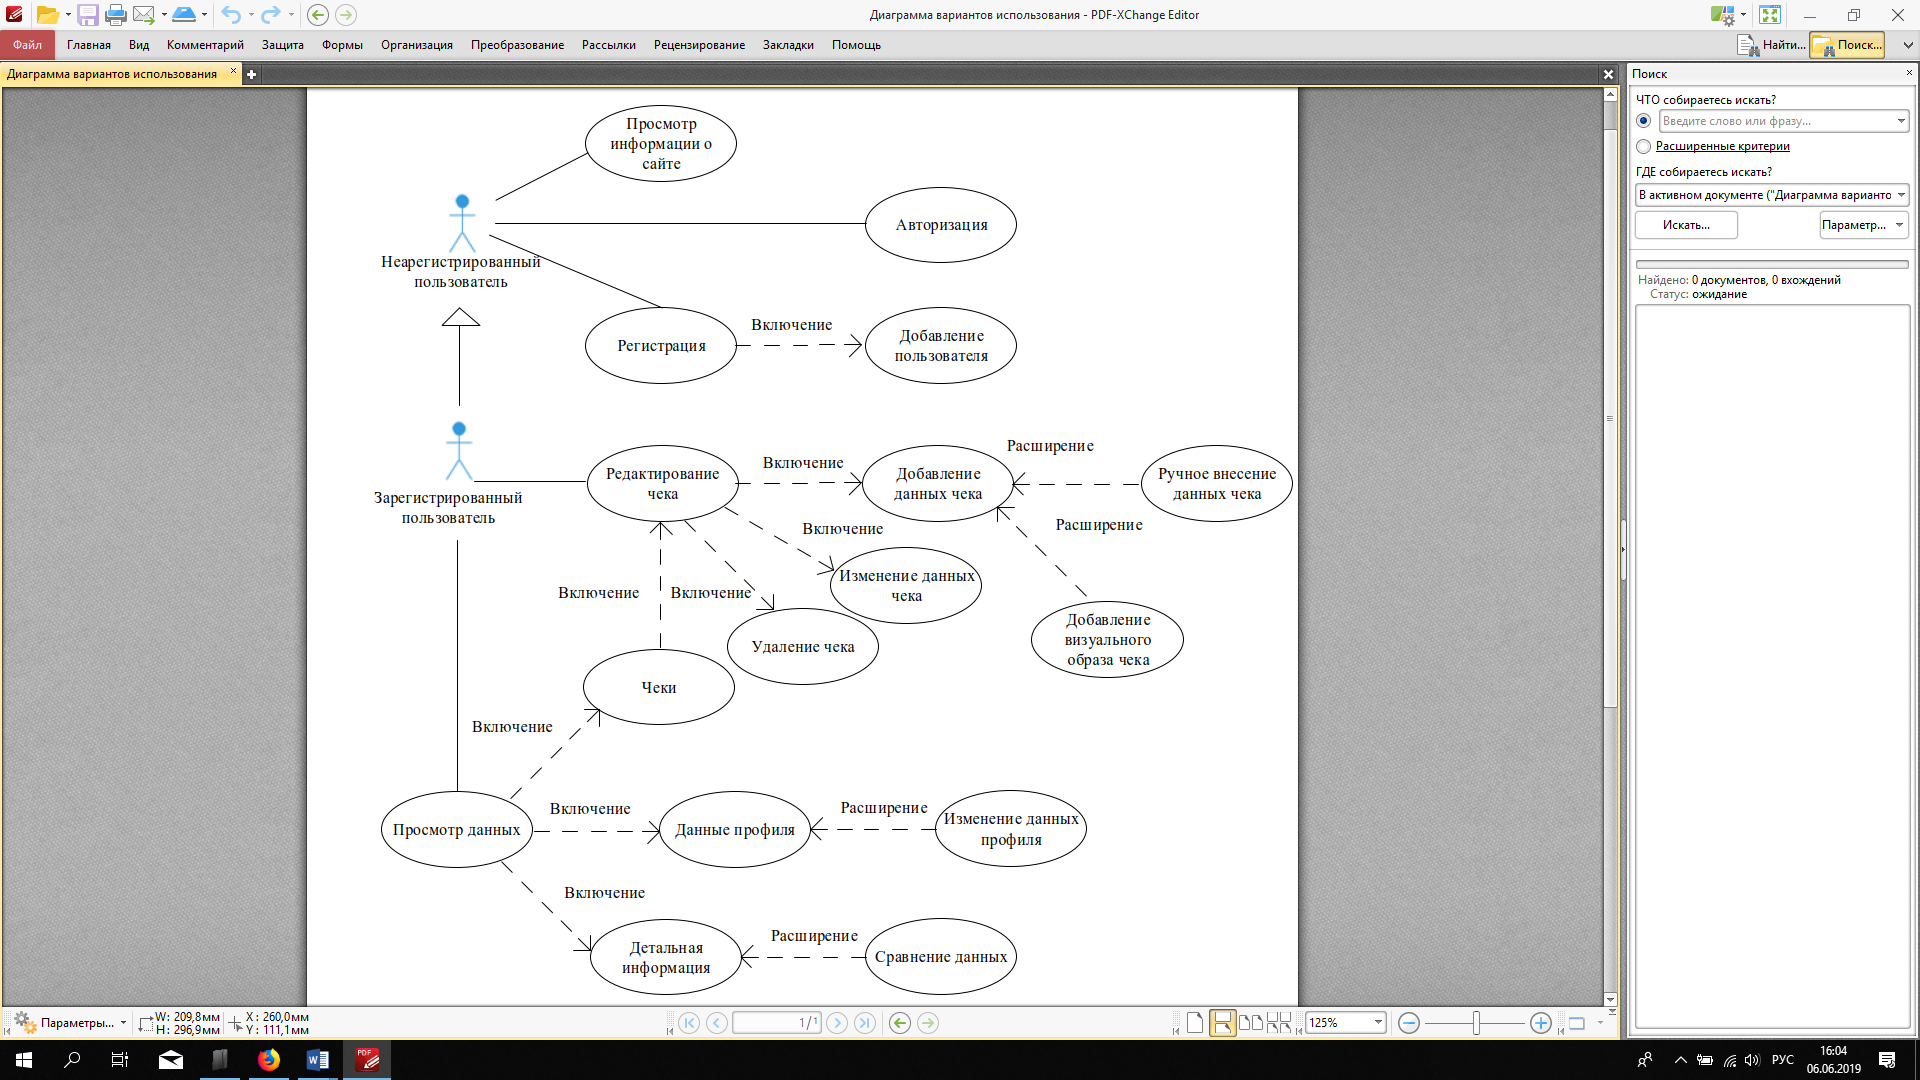 Диаграмма вариантов использования - PDF-XChange Editor
Файл Главная Вид Комментарий Защита Формы Организация Преобразование Рассылки Рецензирование Закладки Помощь
Найти... Поиск...
Диаграмма вариантов использования
Просмотр
информации о
сайте
Авторизация
Неарегистрированный
пользователь
Регистрация
Включение
Добавление
пользователя
Зарегистрированный
пользователь
Редактирование
чека
Включение
Добавление
данных чека
Расширение
Ручное внесение
данных чека
Включение
Расширение
Изменение данных
чека
Включение
Включение
Удаление чека
Добавление
визуального
образа чека
Чеки
Включение
Просмотр данных
Включение
Данные профиля
Расширение
Изменение данных
профиля
Включение
Детальная
информация
Расширение
Сравнение данных
Поиск
ЧТО собираетесь искать?
Введите слово или фразу...
Расширенные критерии
ГДЕ собираетесь искать?
В активном документе ("Диаграмма варианто
Искать... Парамет...
Найдено: 0 документов, 0 вхождений
Статус: ожидание
Параметры...
W: 209,8мм
H: 296,9мм
X : 260,0мм
Y : 111,1мм
1/1
125%
PDF
РУС
16:04
06.06.2019